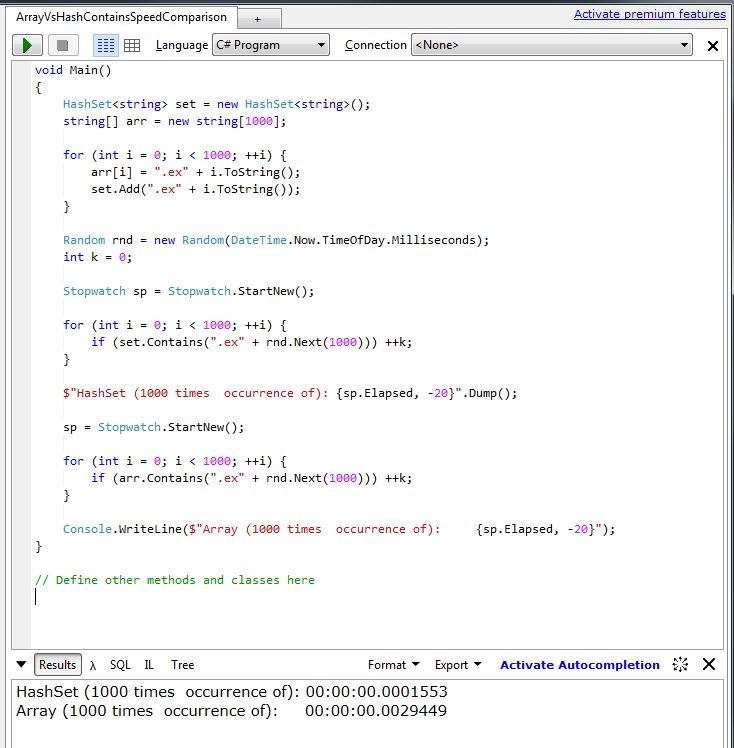 ArrayVsHashContainsSpeedComparison +
Activate premium features
Language C# Program Connection <None>
void Main()
{
    HashSet<string> set = new HashSet<string>();
    string[] arr = new string[1000];

    for (int i = 0; i < 1000; ++i) {
        arr[i] = ".ex" + i.ToString();
        set.Add(".ex" + i.ToString());
    }

    Random rnd = new Random(DateTime.Now.TimeOfDay.Milliseconds);
    int k = 0;

    Stopwatch sp = Stopwatch.StartNew();

    for (int i = 0; i < 1000; ++i) {
        if (set.Contains(".ex" + rnd.Next(1000))) ++k;
    }

    $"HashSet (1000 times  occurrence of): {sp.Elapsed, -20}".Dump();

    sp = Stopwatch.StartNew();

    for (int i = 0; i < 1000; ++i) {
        if (arr.Contains(".ex" + rnd.Next(1000))) ++k;
    }

    Console.WriteLine($"Array (1000 times  occurrence of):     {sp.Elapsed, -20}");
}

// Define other methods and classes here
Results λ SQL IL Tree Format Export Activate Autocompletion
HashSet (1000 times  occurrence of): 00:00:00.0001553
Array (1000 times  occurrence of):     00:00:00.0029449